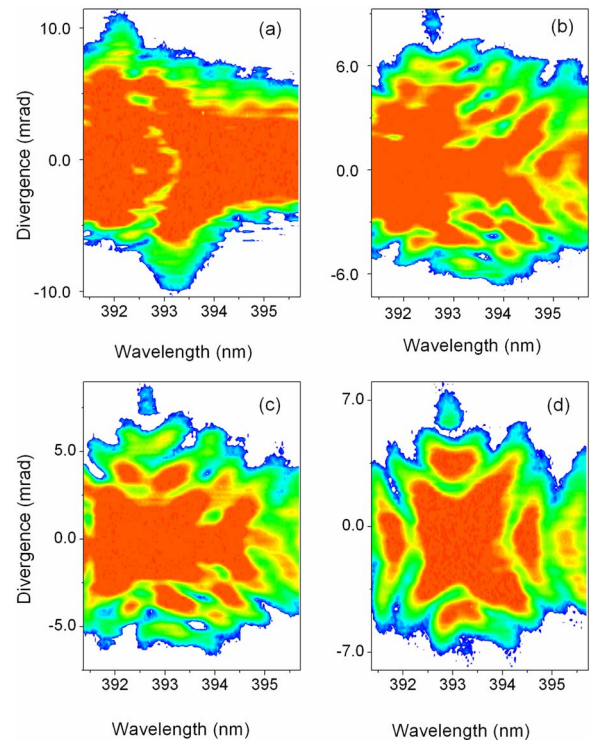 (a)
10.0
0.0
-10.0
Divergence (mrad)
392 393 394 395
Wavelength (nm)
(b)
6.0
0.0
-6.0
392 393 394 395
Wavelength (nm)
(c)
5.0
0.0
-5.0
Divergence (mrad)
392 393 394 395
Wavelength (nm)
(d)
7.0
0.0
-7.0
392 393 394 395
Wavelength (nm)